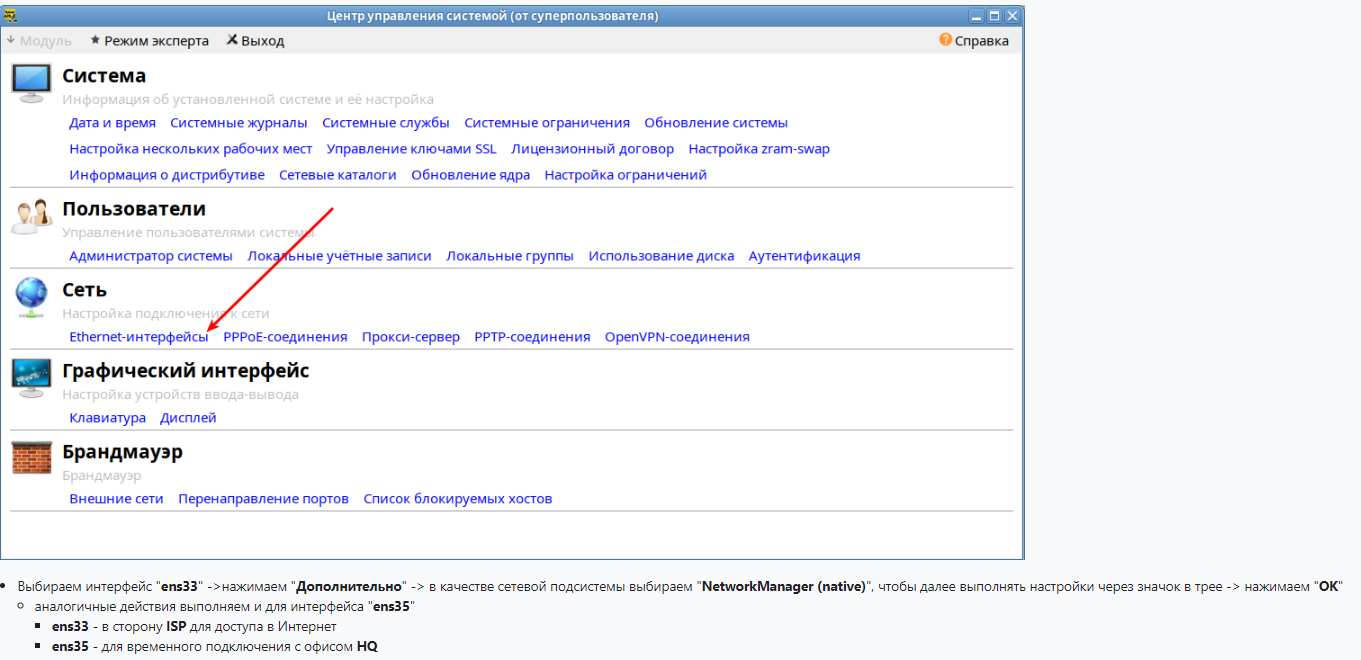 Центр управления системой (от суперпользователя)
Модуль Режим эксперта Выход Справка
Система
Информация об установленной системе и её настройка
Дата и время Системные журналы Системные службы Системные ограничения Обновление системы
Настройка нескольких рабочих мест Управление ключами SSL Лицензионный договор Настройка zram-swap
Информация о дистрибутиве Сетевые каталоги Обновление ядра Настройка ограничений
Пользователи
Управление пользователями системы
Администратор системы Локальные учётные записи Локальные группы Использование диска Аутентификация
Сеть
Настройка подключения к сети
Ethernet-интерфейсы PPPoE-соединения Прокси-сервер PPTP-соединения OpenVPN-соединения
Графический интерфейс
Настройка устройств ввода-вывода
Клавиатура Дисплей
Брандмауэр
Брандмауэр
Внешние сети Перенаправление портов Список блокируемых хостов
Выбираем интерфейс "ens33" ->нажимаем "Дополнительно" -> в качестве сетевой подсистемы выбираем "NetworkManager (native)", чтобы далее выполнять настройки через значок в трее -> нажимаем "ОК"
аналогичные действия выполняем и для интерфейса "ens35"
ens33 - в сторону ISP для доступа в Интернет
ens35 - для временного подключения с офисом HQ